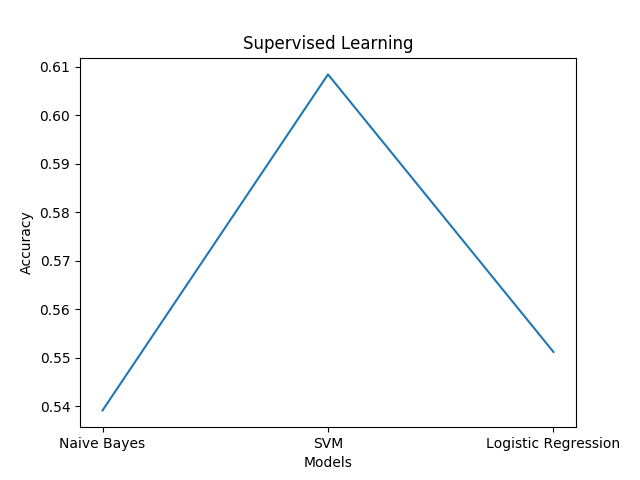 Supervised Learning
0.61
0.60
0.59
0.58
0.57
0.56
0.55
0.54
Accuracy
Naive Bayes SVM Logistic Regression
Models